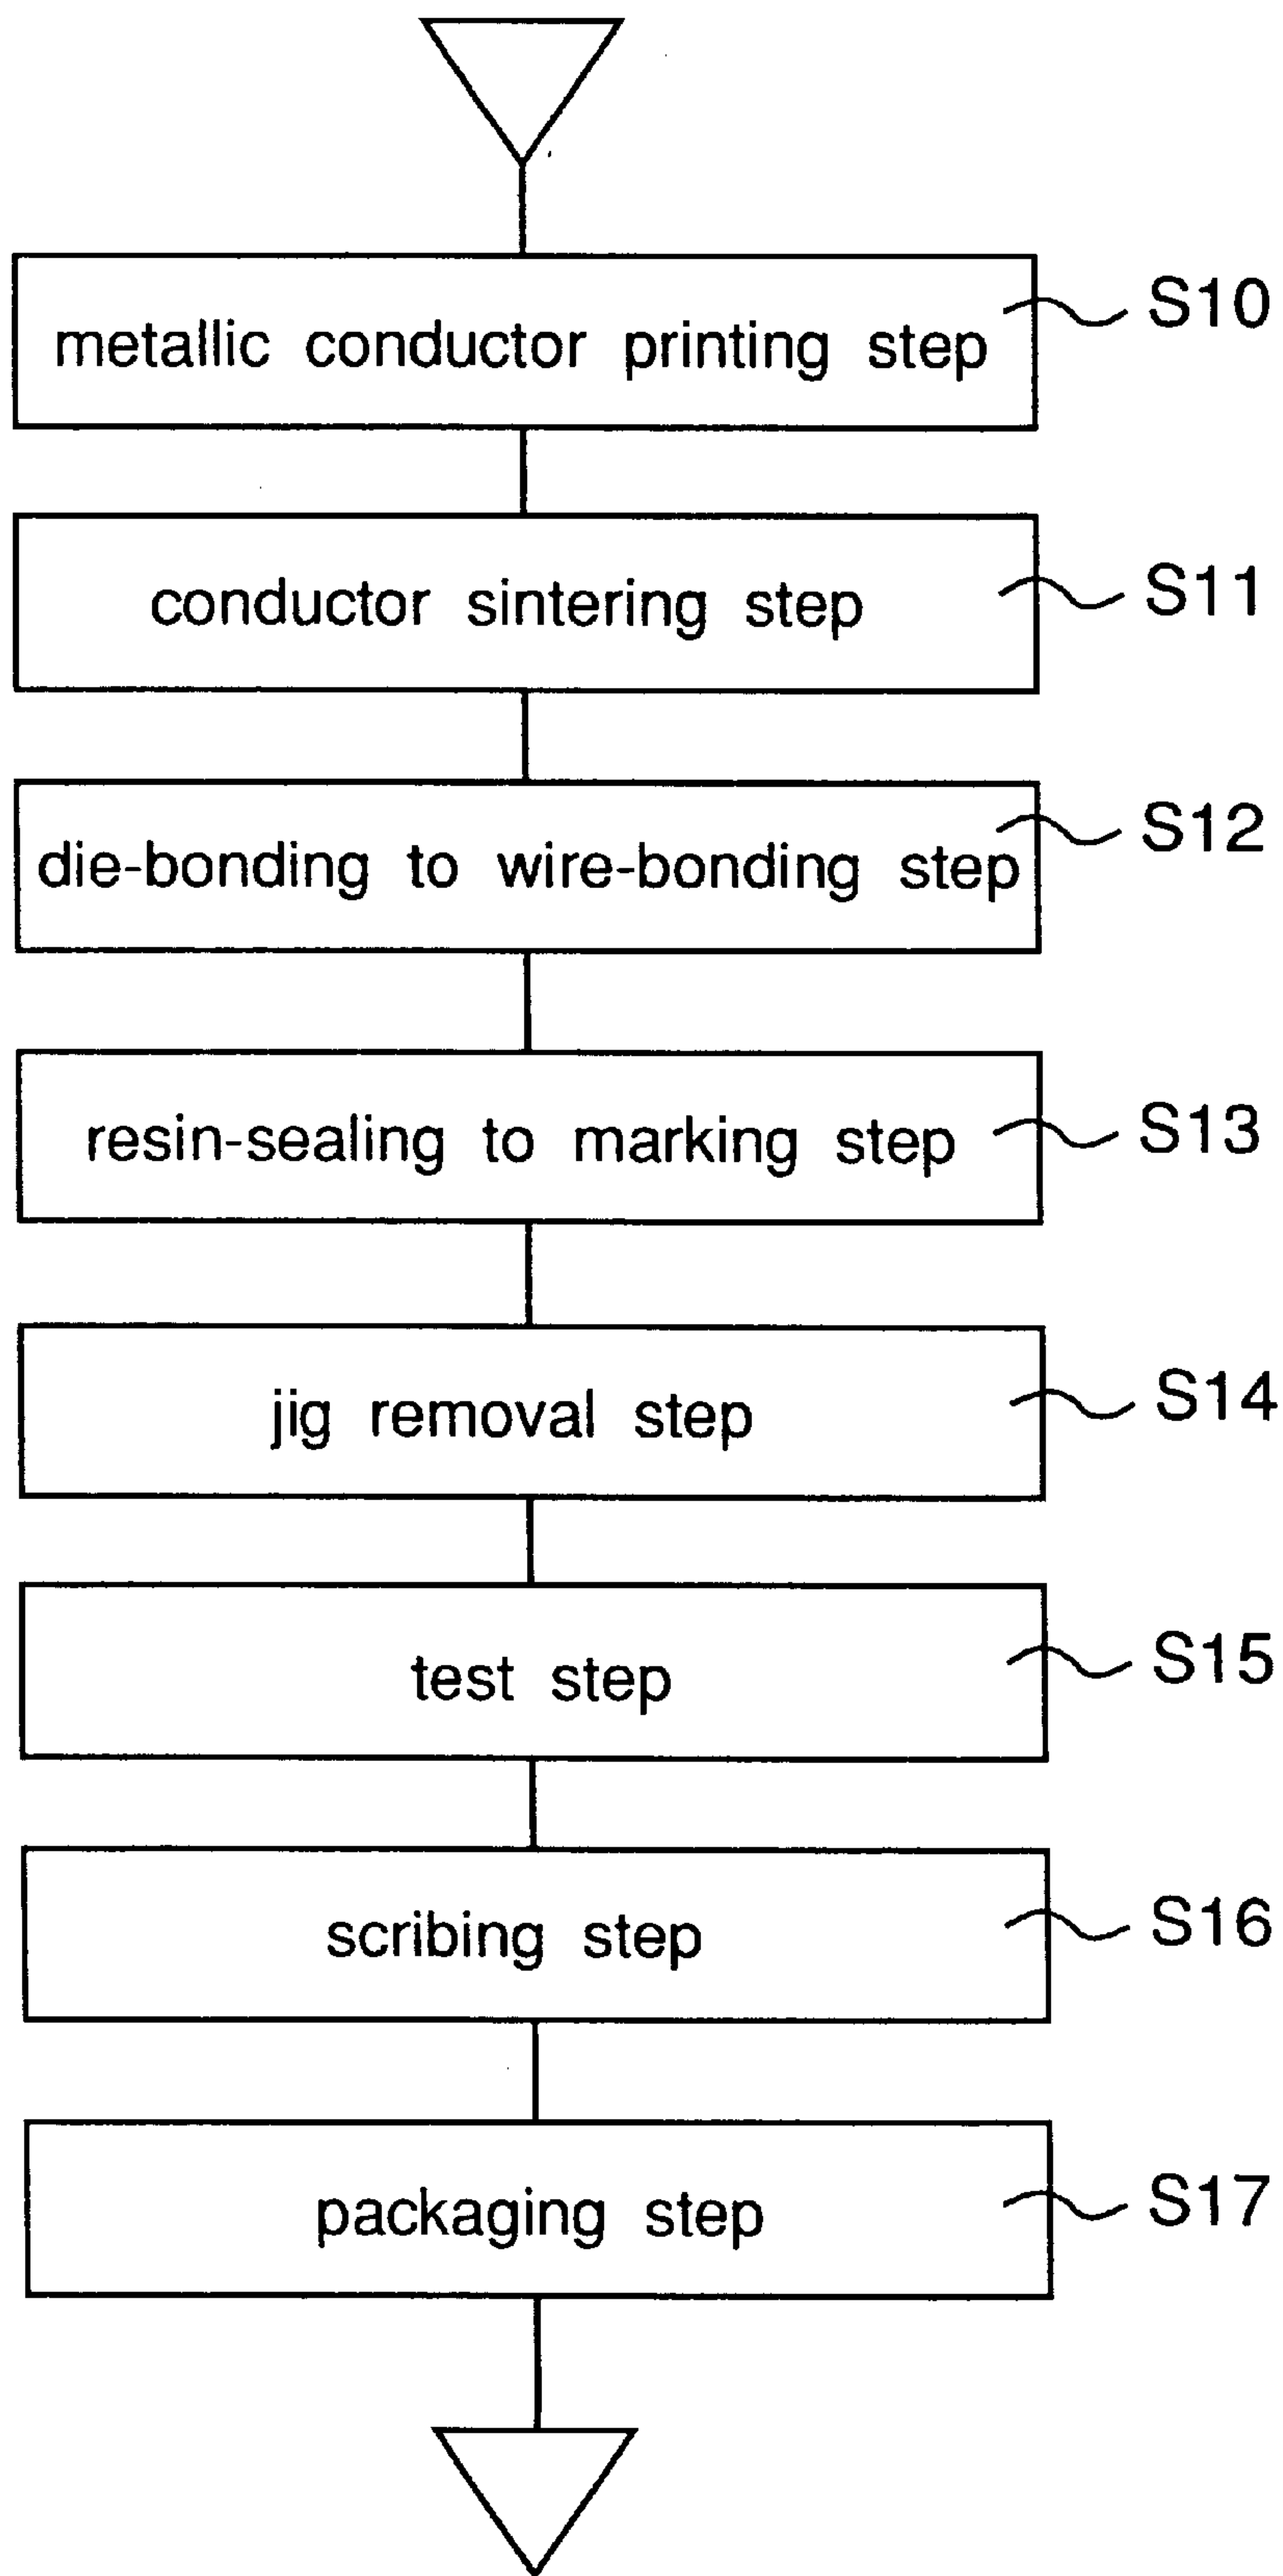 metallic conductor printing step S10
conductor sintering step S11
die-bonding to wire-bonding step S12
resin-sealing to marking step S13
jig removal step S14
test step S15
scribing step S16
packaging step S17